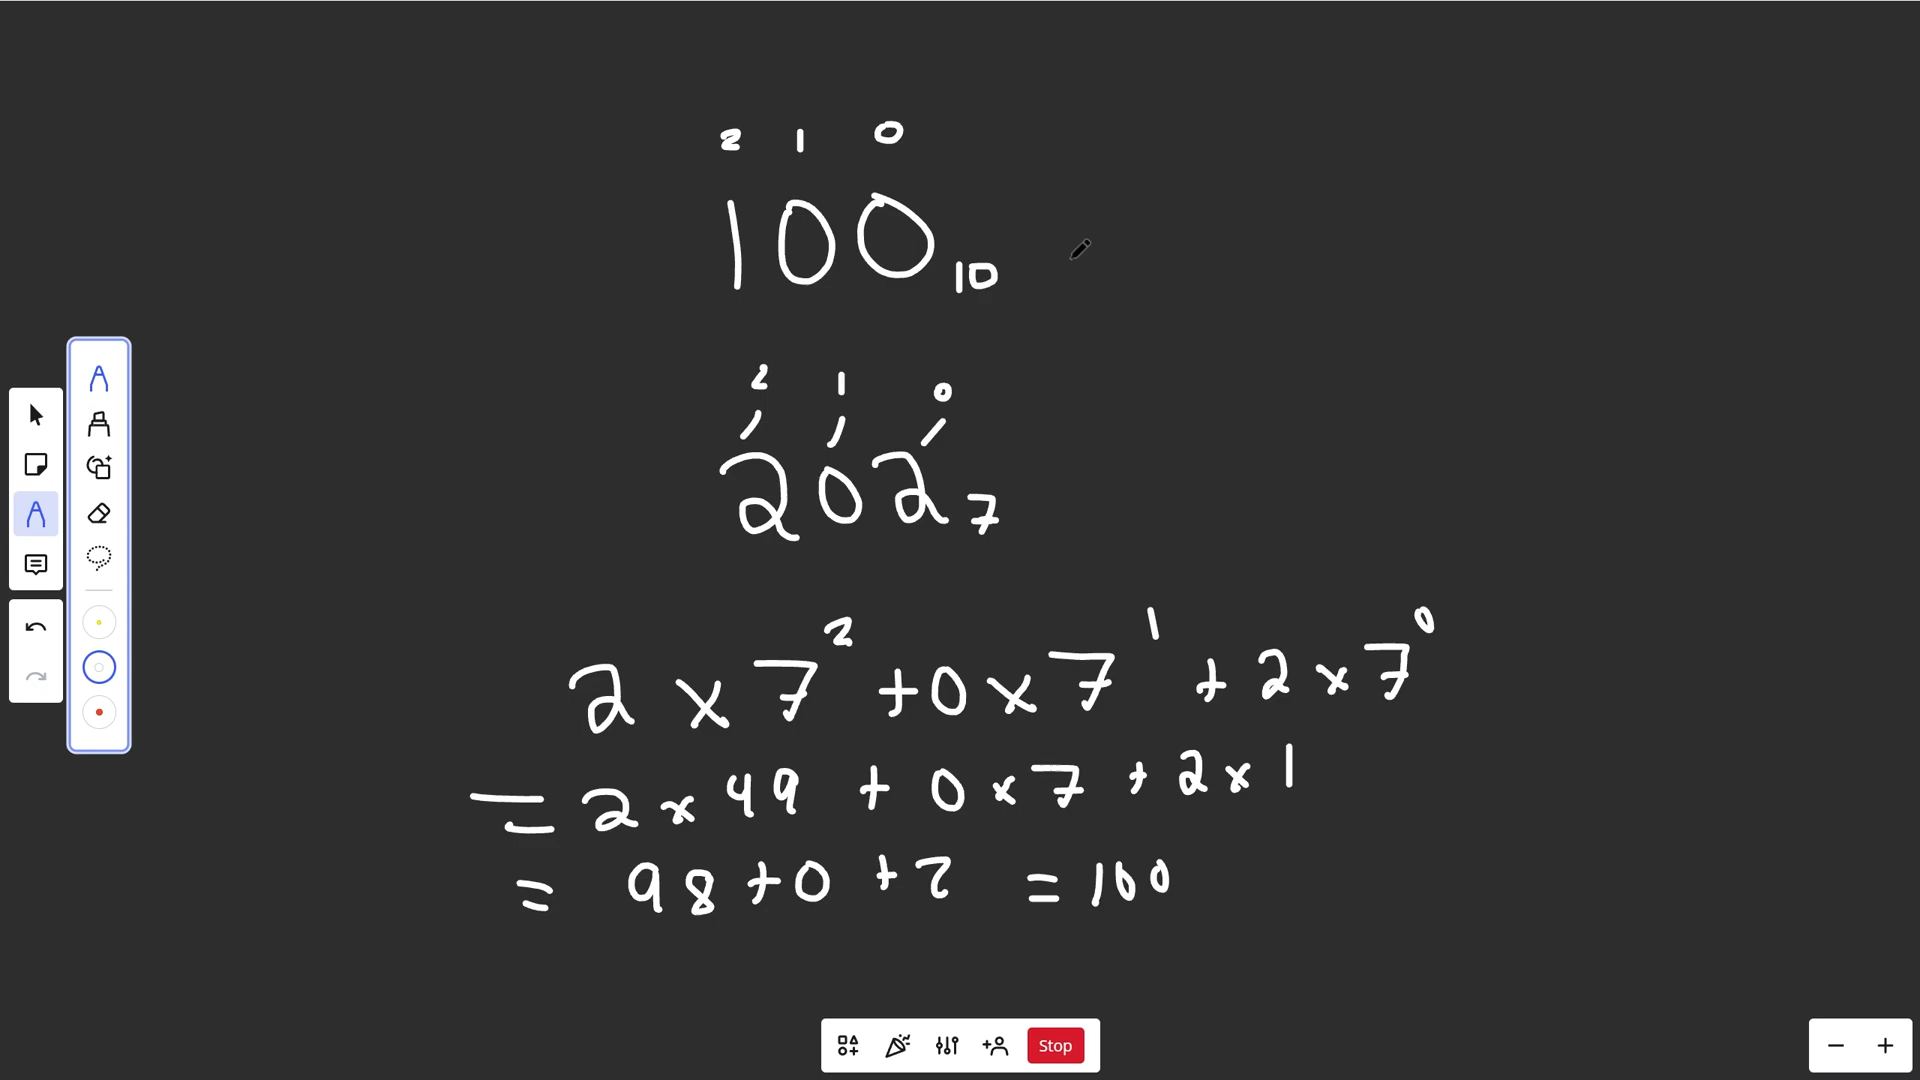 2 1 0
100₁₀
2 1 0
202₇
2 × 7² + 0 × 7¹ + 2 × 7⁰
= 2 × 49 + 0 × 7 + 2 × 1
= 98 + 0 + 2 = 100
Stop